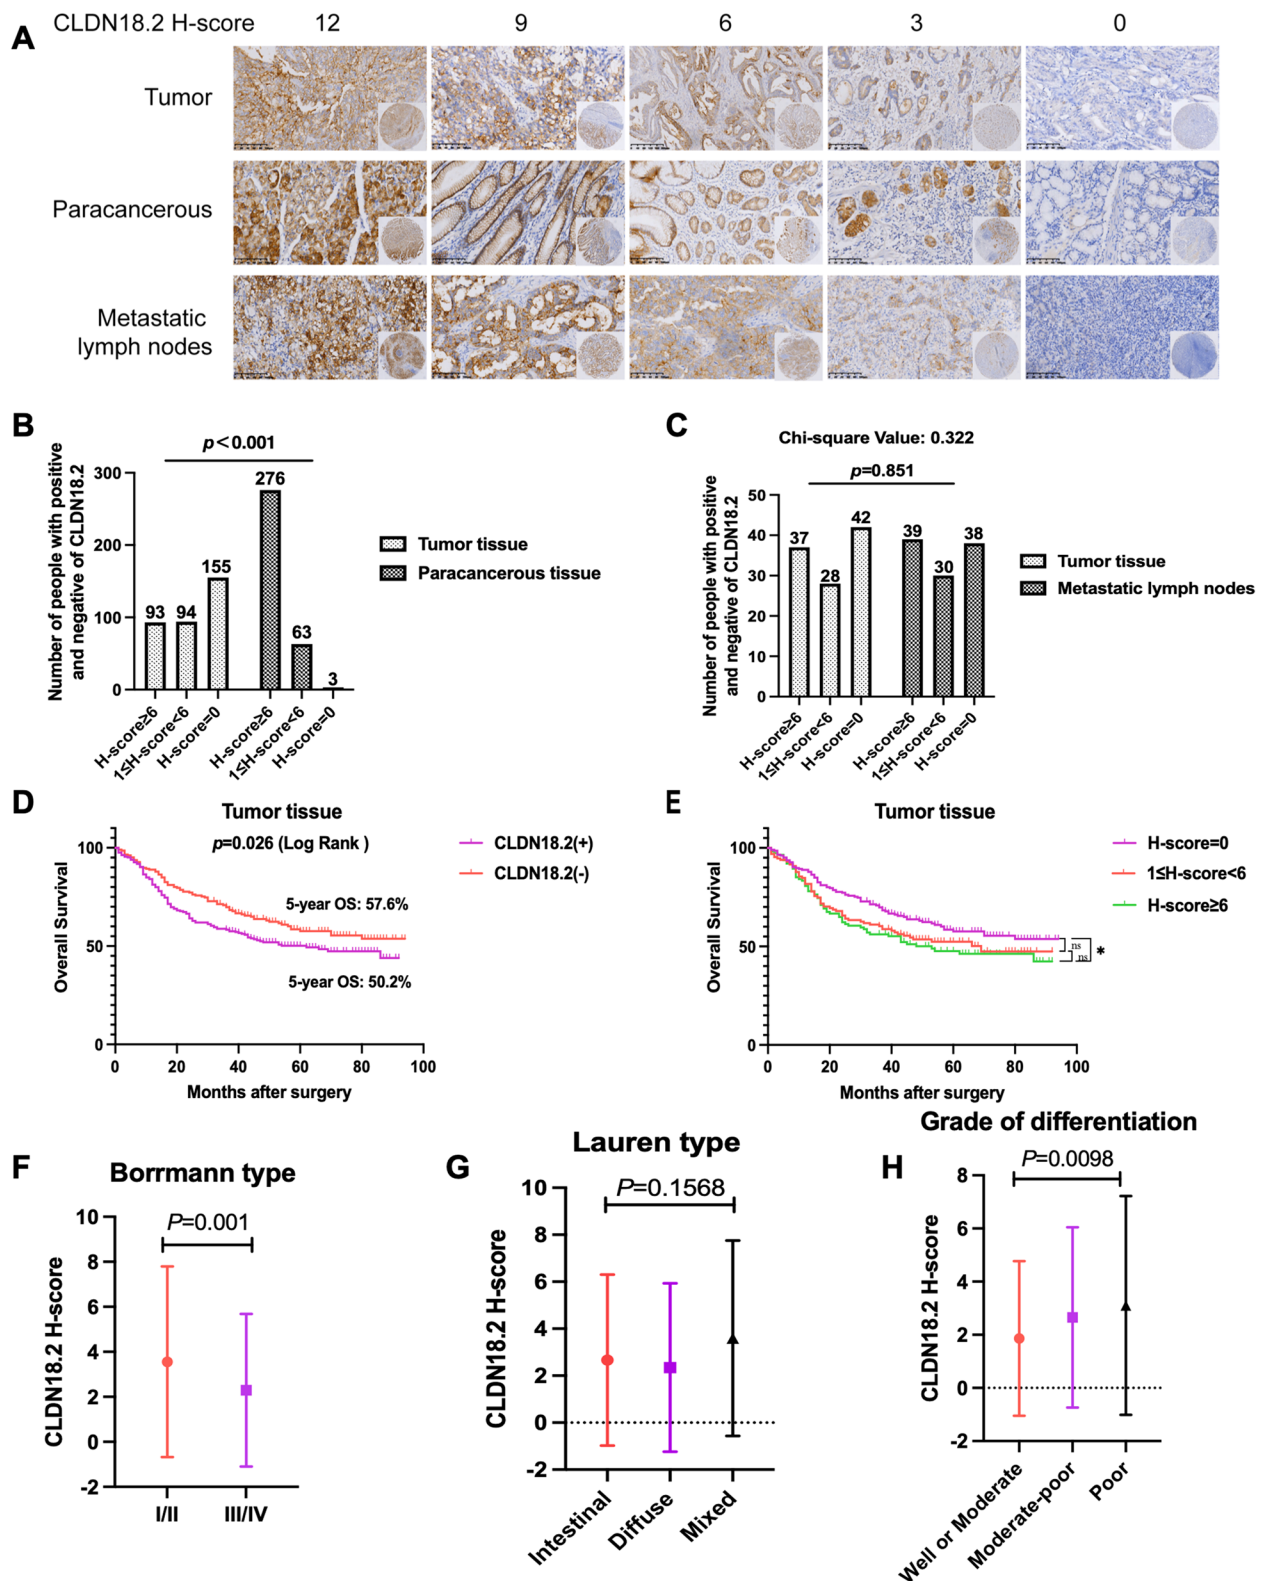 A
CLDN18.2 H-score 12 9 6 3 0
Tumor
Paracancerous
Metastatic
lymph nodes
B
p<0.001
Number of people with positive
and negative of CLDN18.2
300
200
100
0
93 94 155 276 63 3
H-score≥6
1≤H-score<6
H-score=0
H-score≥6
1≤H-score<6
H-score=0
Tumor tissue
Paracancerous tissue
C
Chi-square Value: 0.322
p=0.851
Number of people with positive
and negative of CLDN18.2
50
40
30
20
10
0
37 28 42 39 30 38
H-score≥6
1≤H-score<6
H-score=0
H-score≥6
1≤H-score<6
H-score=0
Tumor tissue
Metastatic lymph nodes
D
Tumor tissue
p=0.026 (Log Rank )
CLDN18.2(+)
CLDN18.2(-)
5-year OS: 57.6%
5-year OS: 50.2%
Overall Survival
100
50
0
0 20 40 60 80 100
Months after surgery
E
Tumor tissue
H-score=0
1≤H-score<6
H-score≥6
ns
ns
*
Overall Survival
100
50
0
0 20 40 60 80 100
Months after surgery
F
Borrmann type
P=0.001
CLDN18.2 H-score
10
8
6
4
2
0
-2
I/II III/IV
G
Lauren type
P=0.1568
CLDN18.2 H-score
10
8
6
4
2
0
-2
Intestinal
Diffuse
Mixed
H
Grade of differentiation
P=0.0098
CLDN18.2 H-score
8
6
4
2
0
-2
Well or Moderate
Moderate-poor
Poor